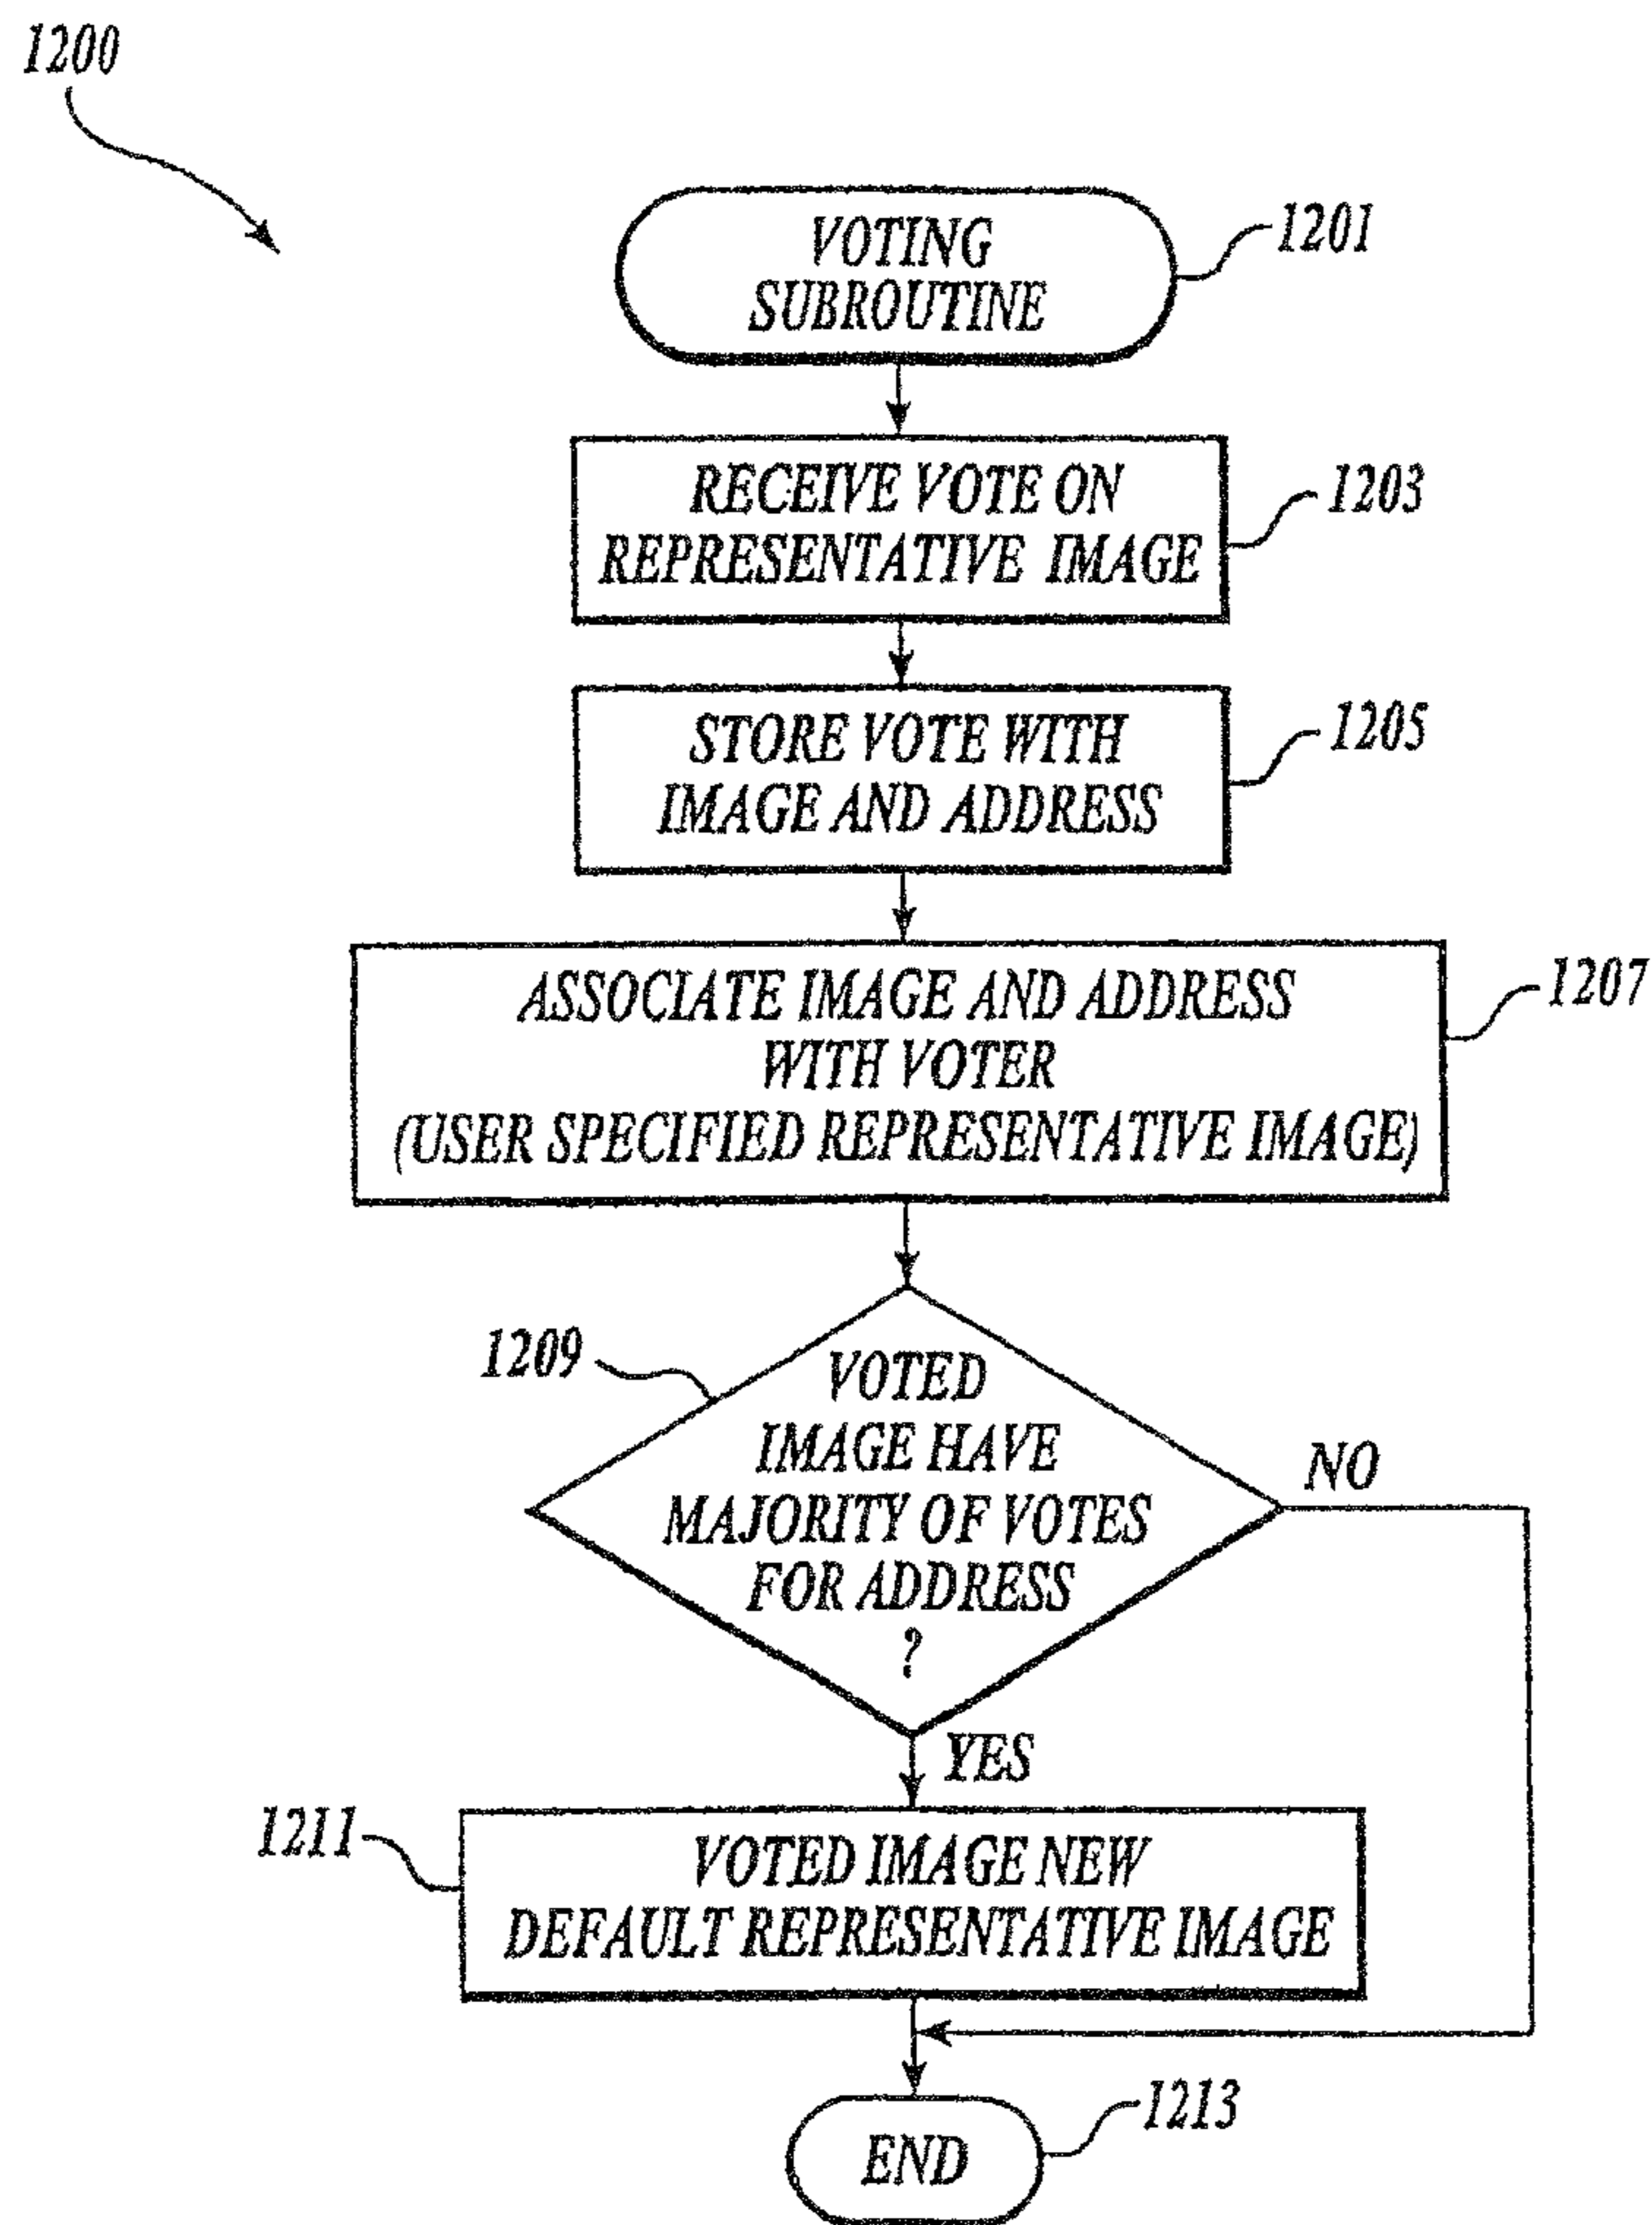 1200
VOTING
SUBROUTINE
1201
RECEIVE VOTE ON
REPRESENTATIVE IMAGE
1203
STORE VOTE WITH
IMAGE AND ADDRESS
1205
ASSOCIATE IMAGE AND ADDRESS
WITH VOTER
(USER SPECIFIED REPRESENTATIVE IMAGE)
1207
1209
VOTED
IMAGE HAVE
MAJORITY OF VOTES
FOR ADDRESS
?
NO
YES
1211
VOTED IMAGE NEW
DEFAULT REPRESENTATIVE IMAGE
END
1213